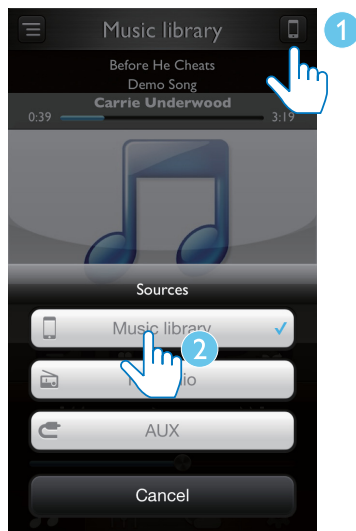 Music library
1
Before He Cheats
Demo Song
Carrie Underwood
0:39
3:19
Sources
Music library
2
AUX
Cancel